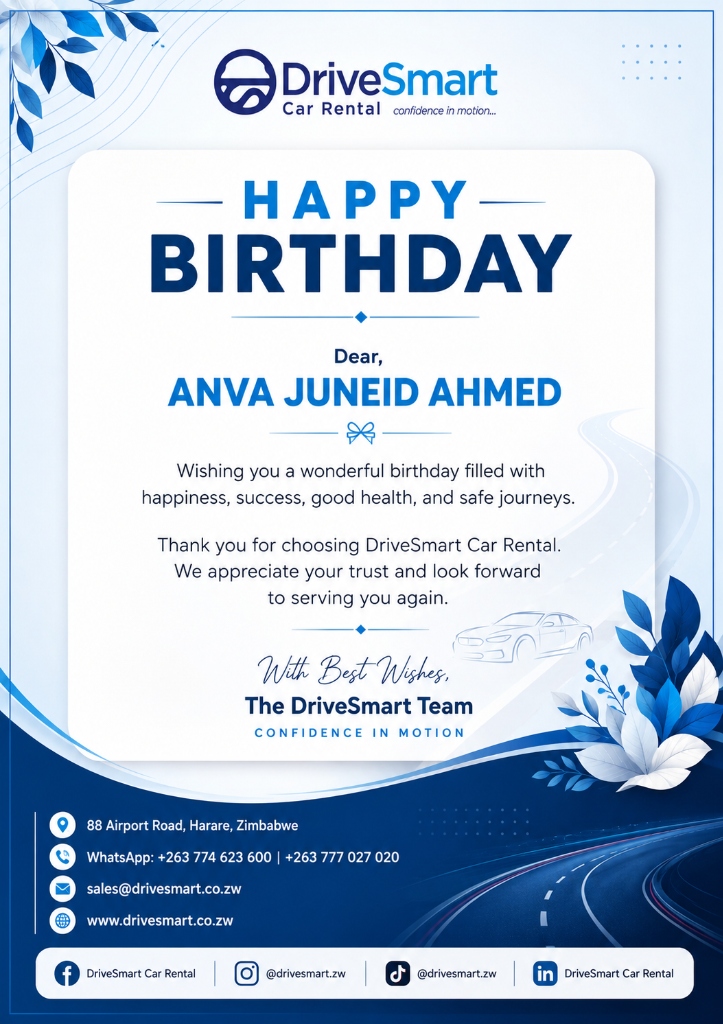 DriveSmart
Car Rental confidence in motion...
HAPPY
BIRTHDAY
Dear,
ANVA JUNEID AHMED
Wishing you a wonderful birthday filled with
happiness, success, good health, and safe journeys.
Thank you for choosing DriveSmart Car Rental.
We appreciate your trust and look forward
to serving you again.
With Best Wishes,
The DriveSmart Team
CONFIDENCE IN MOTION
88 Airport Road, Harare, Zimbabwe
WhatsApp: +263 774 623 600 | +263 777 027 020
sales@drivesmart.co.zw
www.drivesmart.co.zw
DriveSmart Car Rental | @drivesmart.zw | @drivesmart.zw | DriveSmart Car Rental